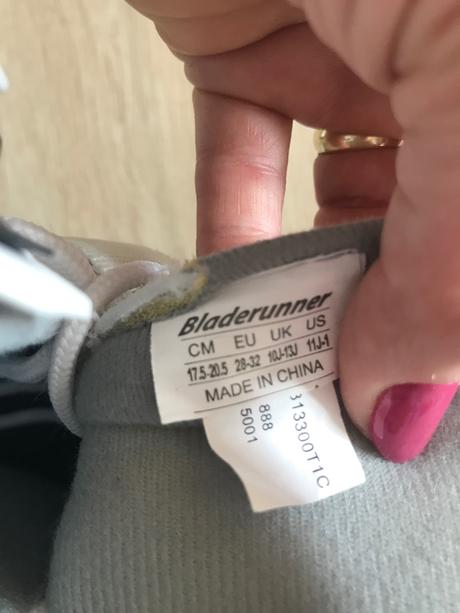 Bladerunner
CM EU UK US
17.5-20.5 28-32 10J-13J 11J-1
MADE IN CHINA
313300T1C
888
5001